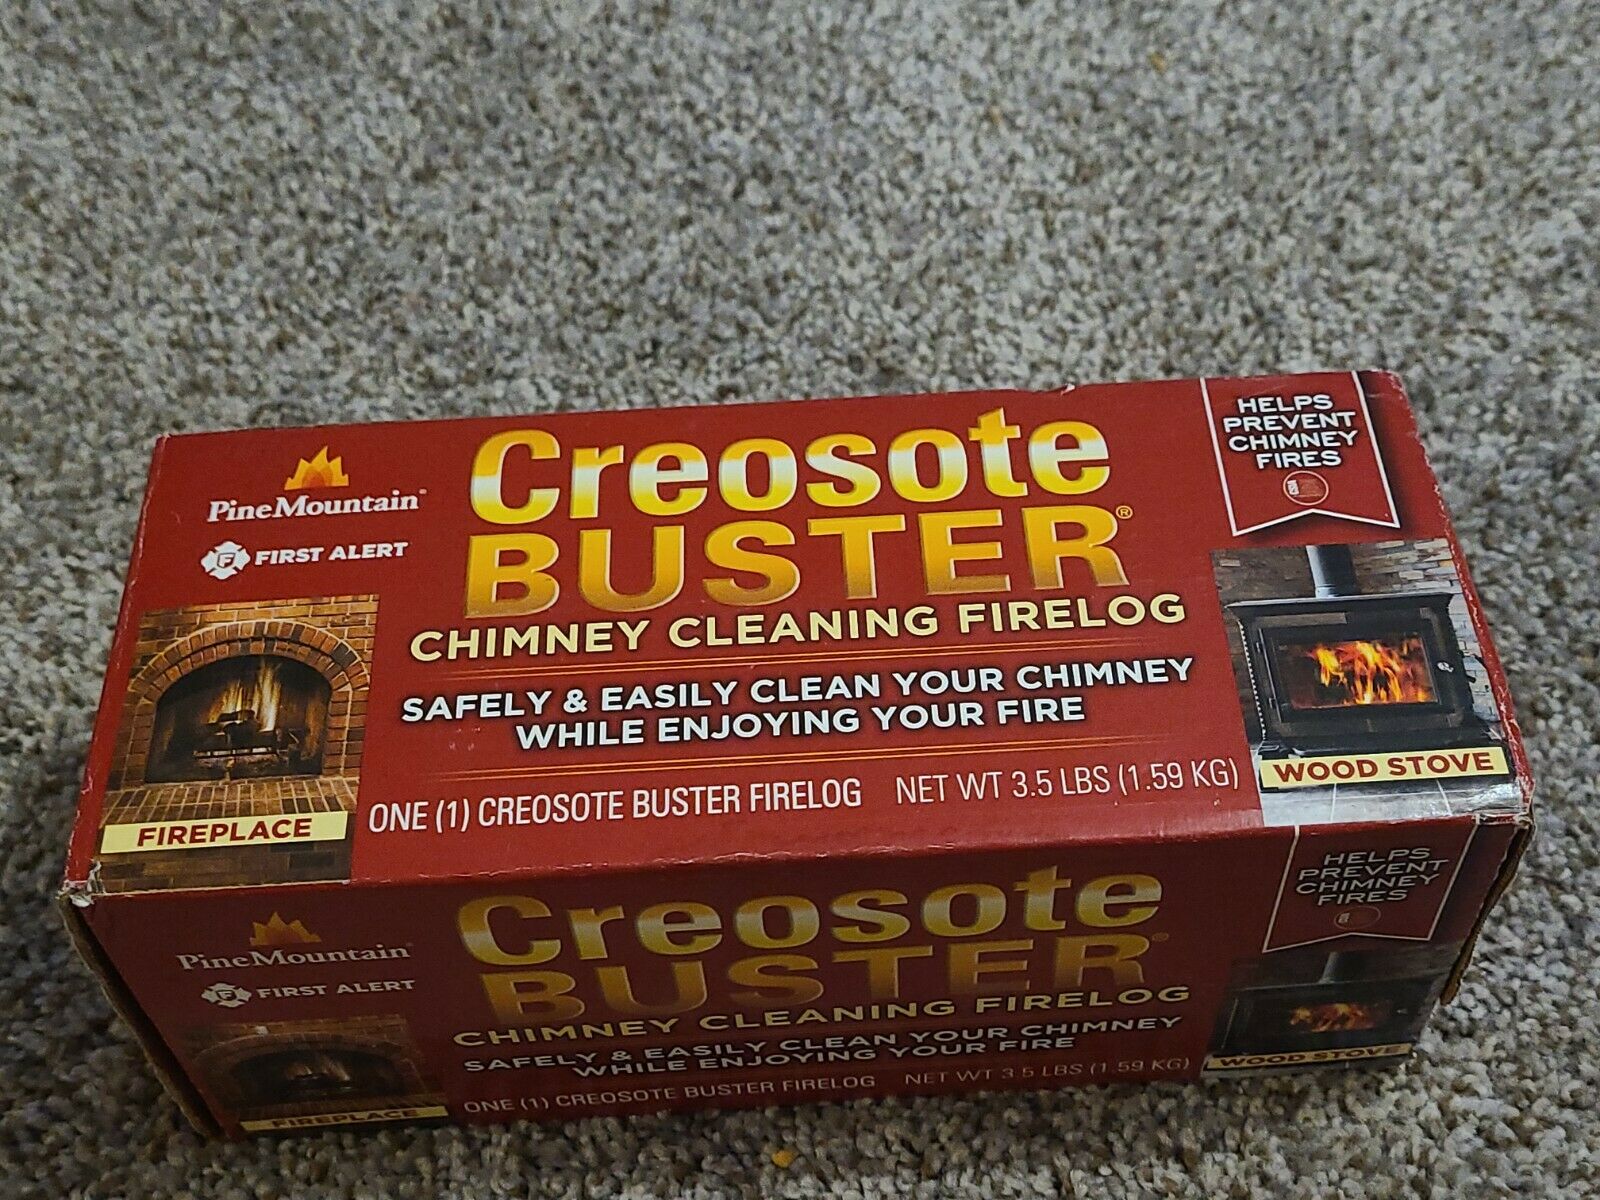 PineMountain
FIRST ALERT
Creosote
BUSTER®
CHIMNEY CLEANING FIRELOG
SAFELY & EASILY CLEAN YOUR CHIMNEY
WHILE ENJOYING YOUR FIRE
ONE (1) CREOSOTE BUSTER FIRELOG NET WT 3.5 LBS (1.59 KG)
FIREPLACE
HELPS
PREVENT
CHIMNEY
FIRES
WOOD STOVE
PineMountain
FIRST ALERT
Creosote
BUSTER®
CHIMNEY CLEANING FIRELOG
SAFELY & EASILY CLEAN YOUR CHIMNEY
WHILE ENJOYING YOUR FIRE
ONE (1) CREOSOTE BUSTER FIRELOG NET WT 3.5 LBS (1.59 KG)
FIREPLACE
HELPS
PREVENT
CHIMNEY
FIRES
WOOD STOVE